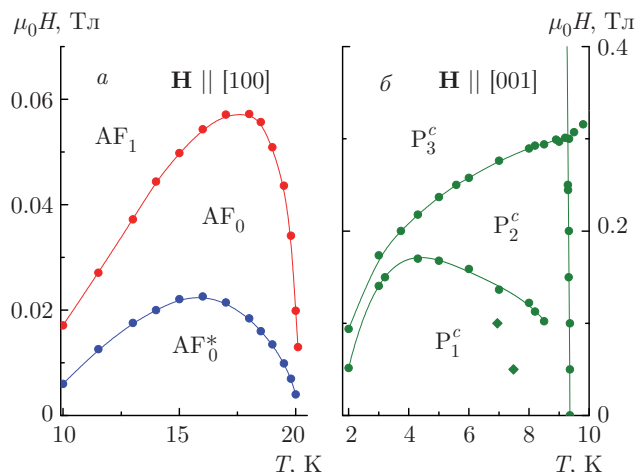 μ₀H, Тл
μ₀H, Тл
а
H || [100]
б
H || [001]
0.06
0.04
0.02
0
AF₁
AF₀
AF₀*
10
15
20
T, K
0.4
0.2
0
P₃ᶜ
P₂ᶜ
P₁ᶜ
2
4
6
8
10
T, K